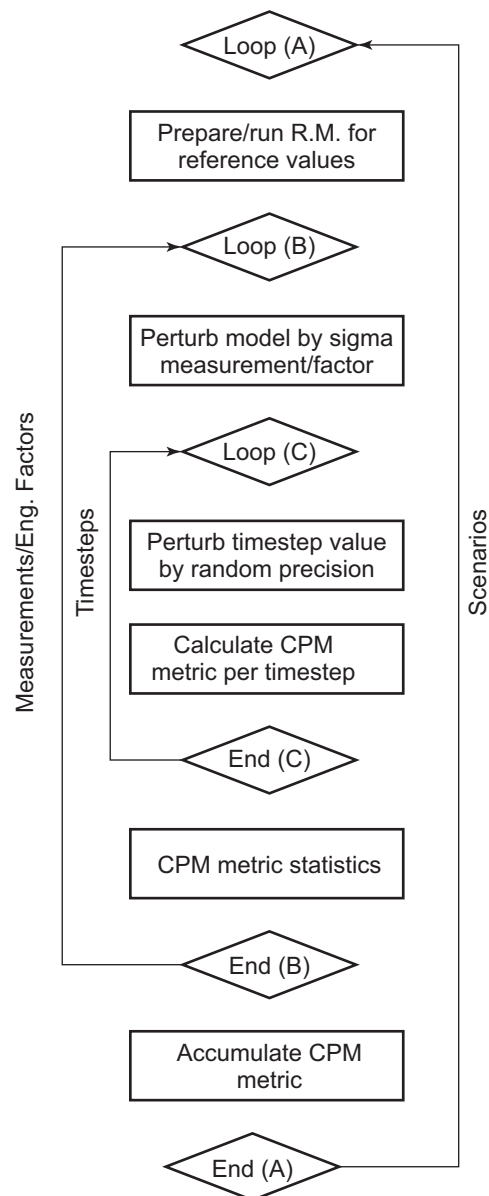 Loop (A)
Prepare/run R.M. for
reference values
Loop (B)
Perturb model by sigma
measurement/factor
Loop (C)
Perturb timestep value
by random precision
Calculate CPM
metric per timestep
End (C)
CPM metric statistics
End (B)
Accumulate CPM
metric
End (A)
Measurements/Eng. Factors
Timesteps
Scenarios